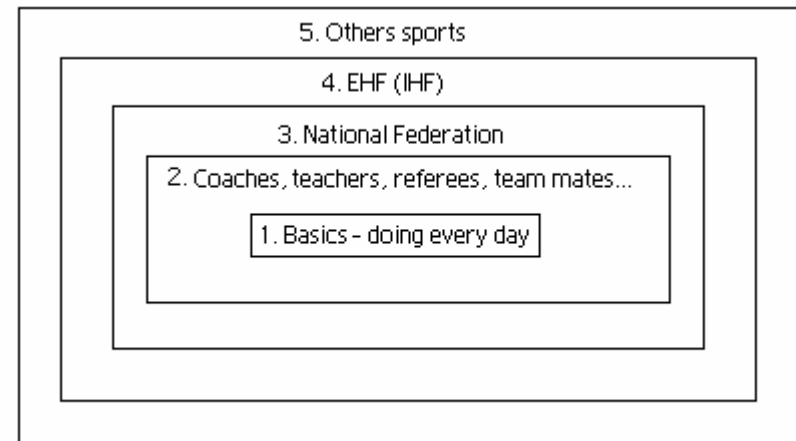 5. Others sports
4. EHF (IHF)
3. National Federation
2. Coaches, teachers, referees, team mates...
1. Basics - doing every day